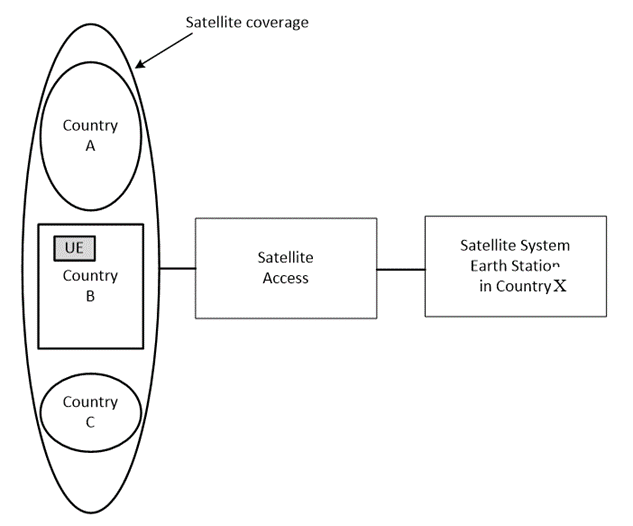 Satellite coverage
Country
A
UE
Country
B
Country
C
Satellite
Access
Satellite System
Earth Station
in Country X